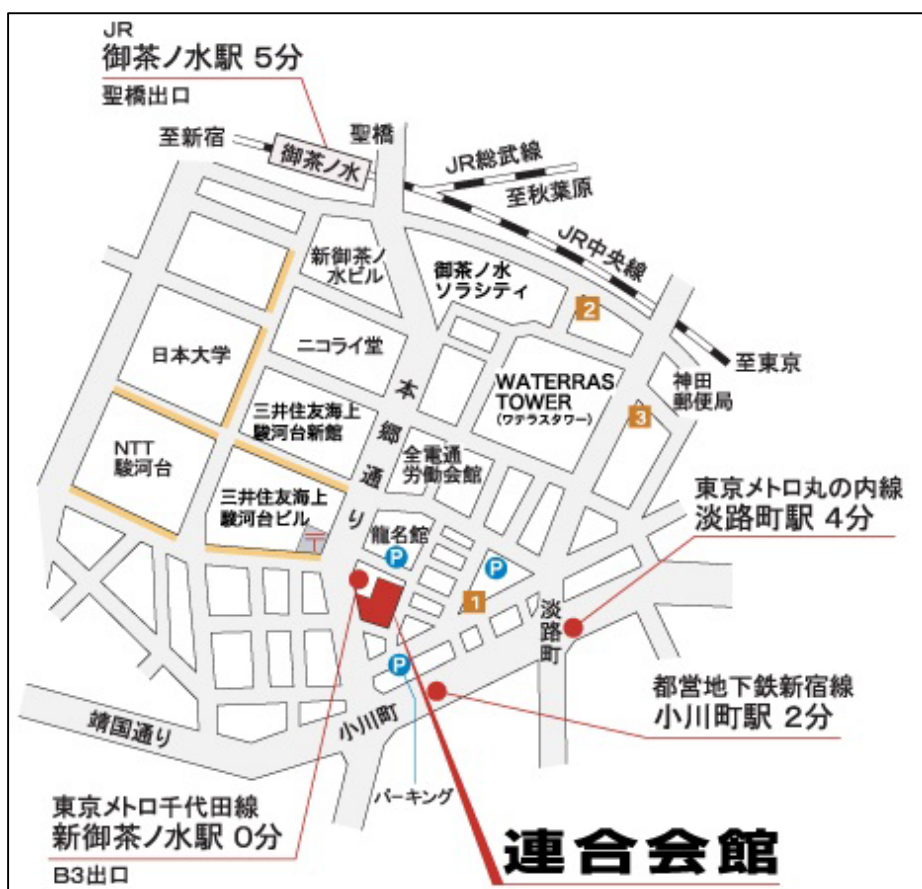 JR
御茶ノ水駅 5分
聖橋出口
至新宿
聖橋
御茶ノ水
JR総武線
至秋葉原
JR中央線
新御茶ノ
水ビル
御茶ノ水
ソラシティ
2
日本大学
ニコライ堂
至東京
神田
郵便局
WATERRAS
TOWER
(ワテラスタワー)
3
三井住友海上
駿河台新館
本郷通り
NTT
駿河台
全電通
労働会館
三井住友海上
駿河台ビル
〒
龍名館
P
P
1
東京メトロ丸の内線
淡路町駅 4分
淡路町
P
都営地下鉄新宿線
小川町駅 2分
靖国通り
小川町
パーキング
東京メトロ千代田線
新御茶ノ水駅 0分
B3出口
連合会館